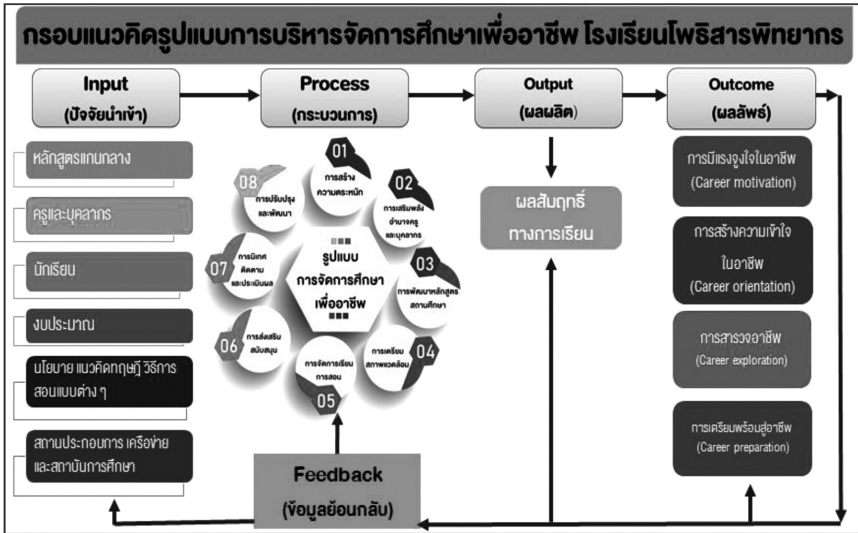 กรอบแนวคิดรูปแบบการบริหารจัดการศึกษาเพื่ออาชีพ โรงเรียนโพธิสารพิทยากร
Input
(ปัจจัยนำเข้า)
Process
(กระบวนการ)
Output
(ผลผลิต)
Outcome
(ผลลัพธ์)
หลักสูตรแกนกลาง
ครูและบุคลากร
นักเรียน
งบประมาณ
นโยบาย แนวคิดทฤษฎี วิธีการ
สอนแบบต่าง ๆ
สถานประกอบการ เครือข่าย
และสถาบันการศึกษา
01
การสร้าง
ความตระหนัก
02
การเสริมพลัง
อำนาจครู
และบุคลากร
03
การพัฒนาหลักสูตร
สถานศึกษา
04
การเตรียม
สภาพแวดล้อม
05
การจัดการเรียน
การสอน
06
การส่งเสริม
สนับสนุน
07
การนิเทศ
ติดตาม
และประเมินผล
08
การปรับปรุง
และพัฒนา
รูปแบบ
การจัดการศึกษา
เพื่ออาชีพ
ผลสัมฤทธิ์
ทางการเรียน
การมีแรงจูงใจในอาชีพ
(Career motivation)
การสร้างความเข้าใจ
ในอาชีพ
(Career orientation)
การสารวจอาชีพ
(Career exploration)
การเตรียมพร้อมสู่อาชีพ
(Career preparation)
Feedback
(ข้อมูลย้อนกลับ)